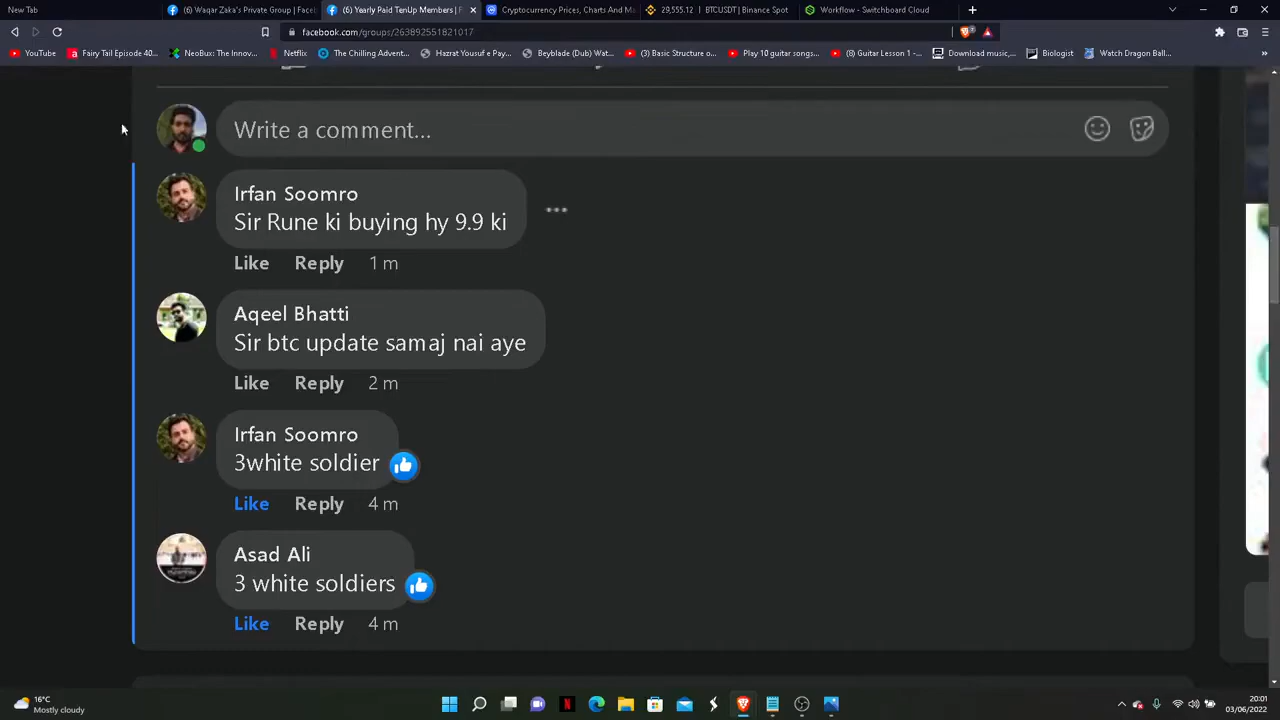 New Tab
(6) Waqar Zaka's Private Group | Facel
(6) Yearly Paid TenUp Members |
Cryptocurrency Prices, Charts And M
29,555.12 | BTCUSDT | Binance Spot
Workflow - Switchboard Cloud
facebook.com/groups/263892551821017
YouTube
Fairy Tail Episode 40...
NeoBux: The Innov...
Netflix
The Chilling Advent...
Hazrat Yousuf e Pay...
Beyblade (Dub) Wat...
(3) Basic Structure o...
Play 10 guitar songs...
(8) Guitar Lesson 1 -...
Download music,...
Biologist
Watch Dragon Ball...
Write a comment...
Irfan Soomro
Sir Rune ki buying hy 9.9 ki
Like Reply 1 m
Aqeel Bhatti
Sir btc update samaj nai aye
Like Reply 2 m
Irfan Soomro
3white soldier
Like Reply 4 m
Asad Ali
3 white soldiers
Like Reply 4 m
16°C
Mostly cloudy
20:01
03/06/2022